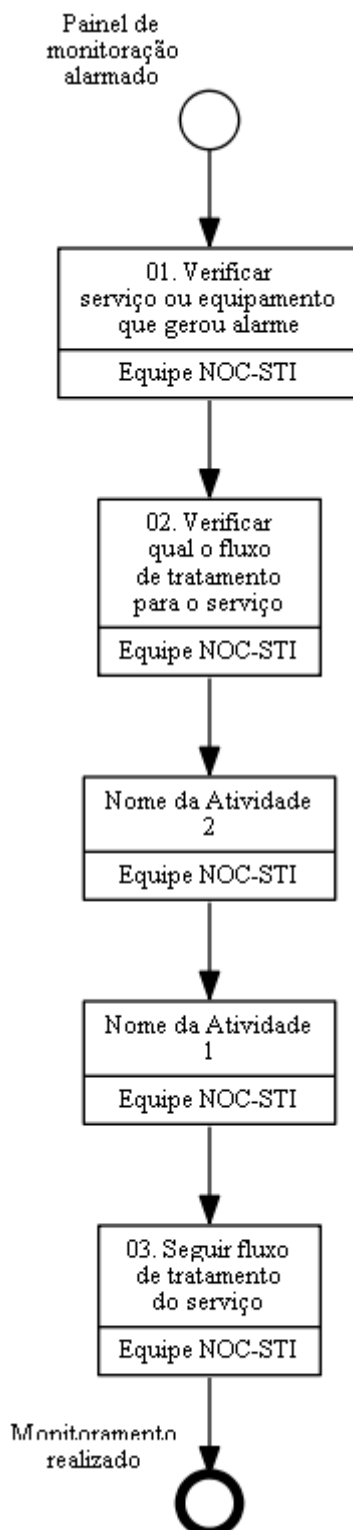 Painel de
monitoração
alarmado
01. Verificar
serviço ou equipamento
que gerou alarme
Equipe NOC-STI
02. Verificar
qual o fluxo
de tratamento
para o serviço
Equipe NOC-STI
Nome da Atividade
2
Equipe NOC-STI
Nome da Atividade
1
Equipe NOC-STI
03. Seguir fluxo
de tratamento
do serviço
Equipe NOC-STI
Monitoramento
realizado